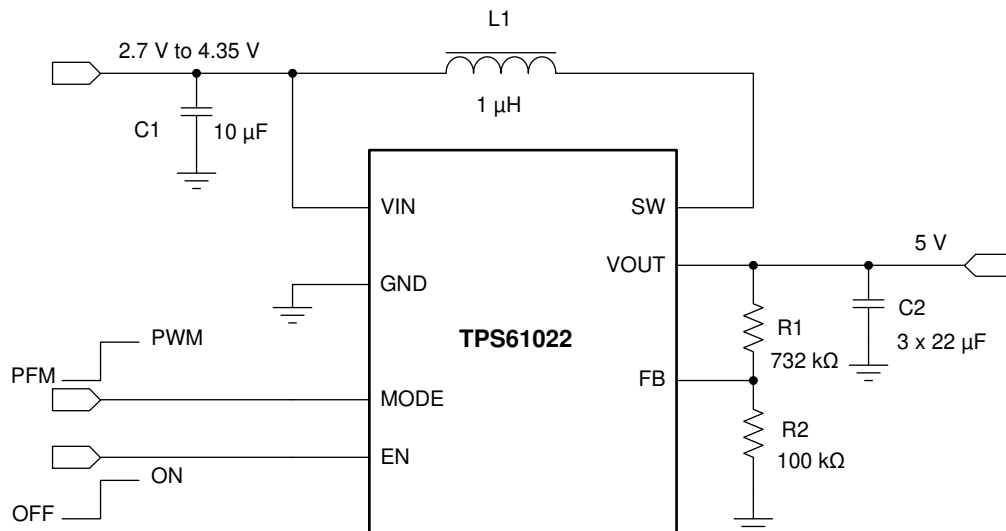 L1
2.7 V to 4.35 V
1 µH
C1
10 µF
VIN
SW
5 V
VOUT
GND
C2
R1
PWM
TPS61022
3 x 22 µF
732 kΩ
PFM
FB
MODE
R2
EN
100 kΩ
ON
OFF